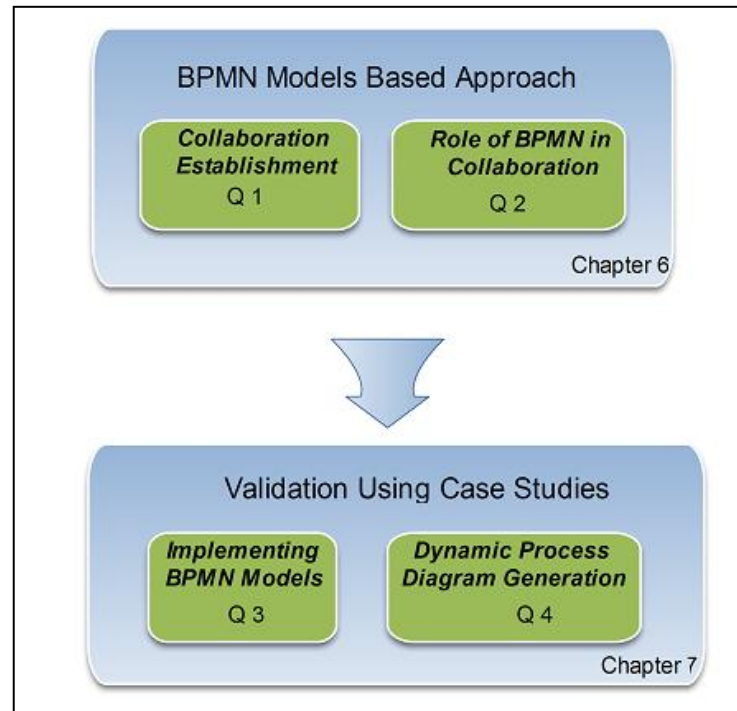 BPMN Models Based Approach
Collaboration
Establishment
Q 1
Role of BPMN in
Collaboration
Q 2
Chapter 6
Validation Using Case Studies
Implementing
BPMN Models
Q 3
Dynamic Process
Diagram Generation
Q 4
Chapter 7